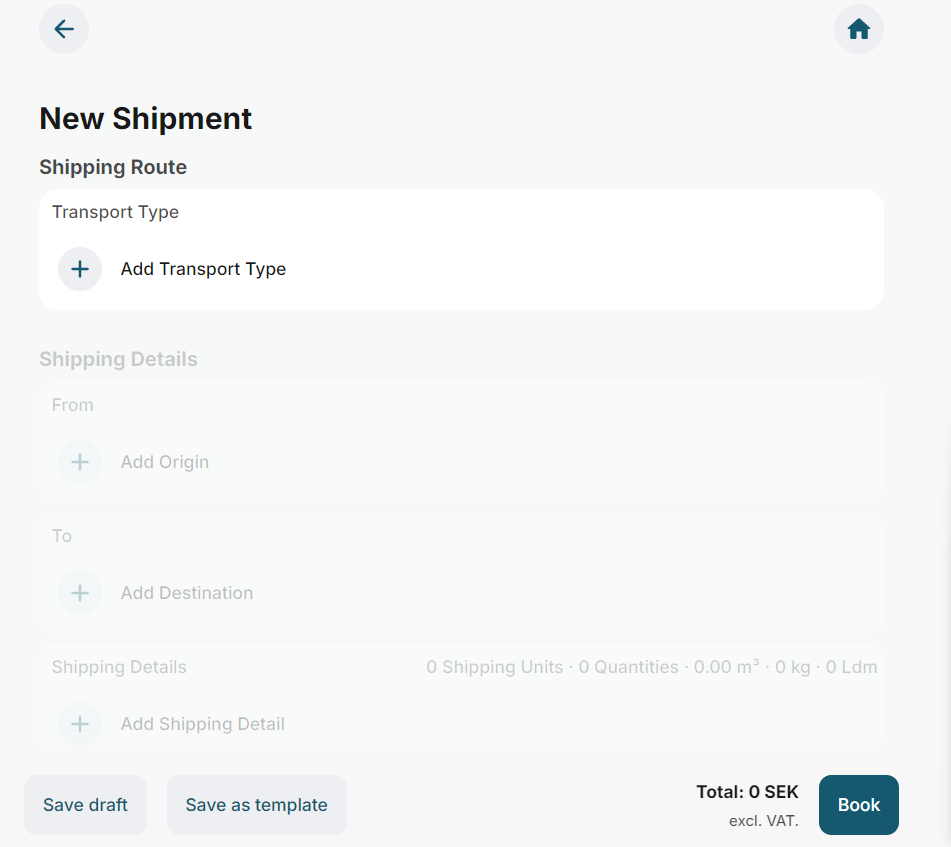 New Shipment
Shipping Route
Transport Type
Add Transport Type
Shipping Details
From
Add Origin
To
Add Destination
Shipping Details 0 Shipping Units · 0 Quantities · 0.00 m³ · 0 kg · 0 Ldm
Add Shipping Detail
Save draft Save as template Total: 0 SEK Book
excl. VAT.